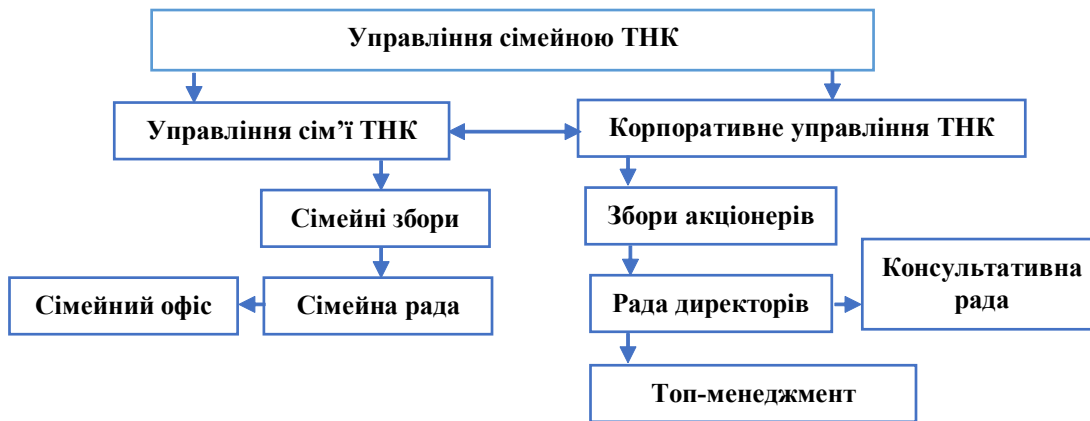 Управління сімейною ТНК
Управління сім’ї ТНК
Корпоративне управління ТНК
Сімейні збори
Збори акціонерів
Сімейний офіс
Сімейна рада
Рада директорів
Консультативна
рада
Топ-менеджмент